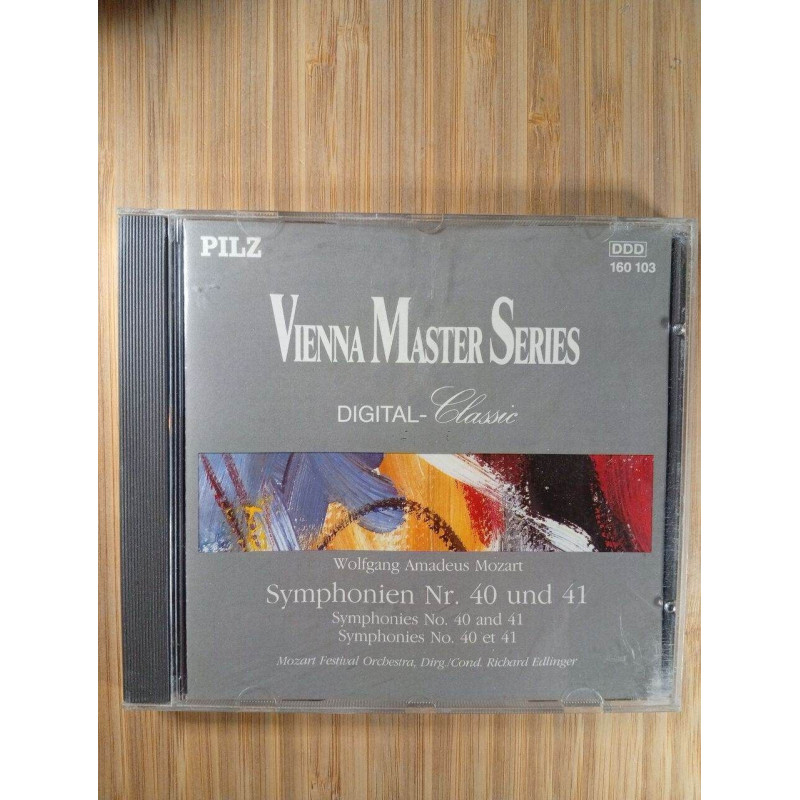 PILZ
DDD
160 103
VIENNA MASTER SERIES
DIGITAL-Classic
Wolfgang Amadeus Mozart
Symphonien Nr. 40 und 41
Symphonies No. 40 and 41
Symphonies No. 40 et 41
Mozart Festival Orchestra, Dirg./Cond. Richard Edlinger